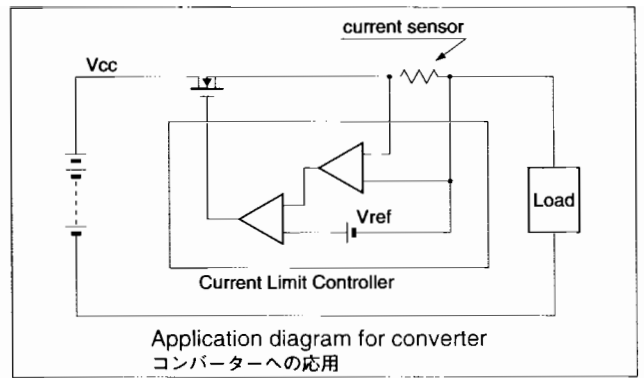 current sensor
Vcc
Vref
Load
Current Limit Controller
Application diagram for converter
コンバーターへの応用